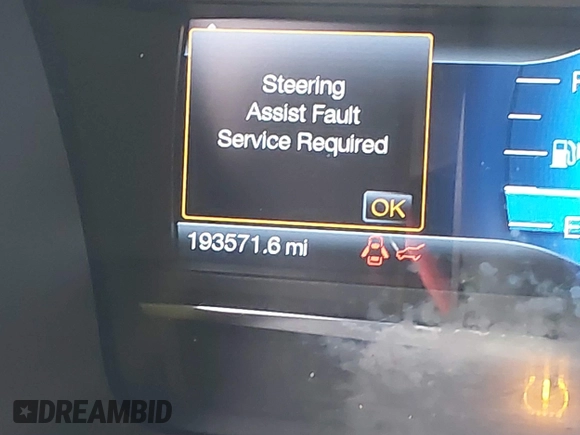 Steering
Assist Fault
Service Required
OK
193571.6 mi
E
DREAMBID